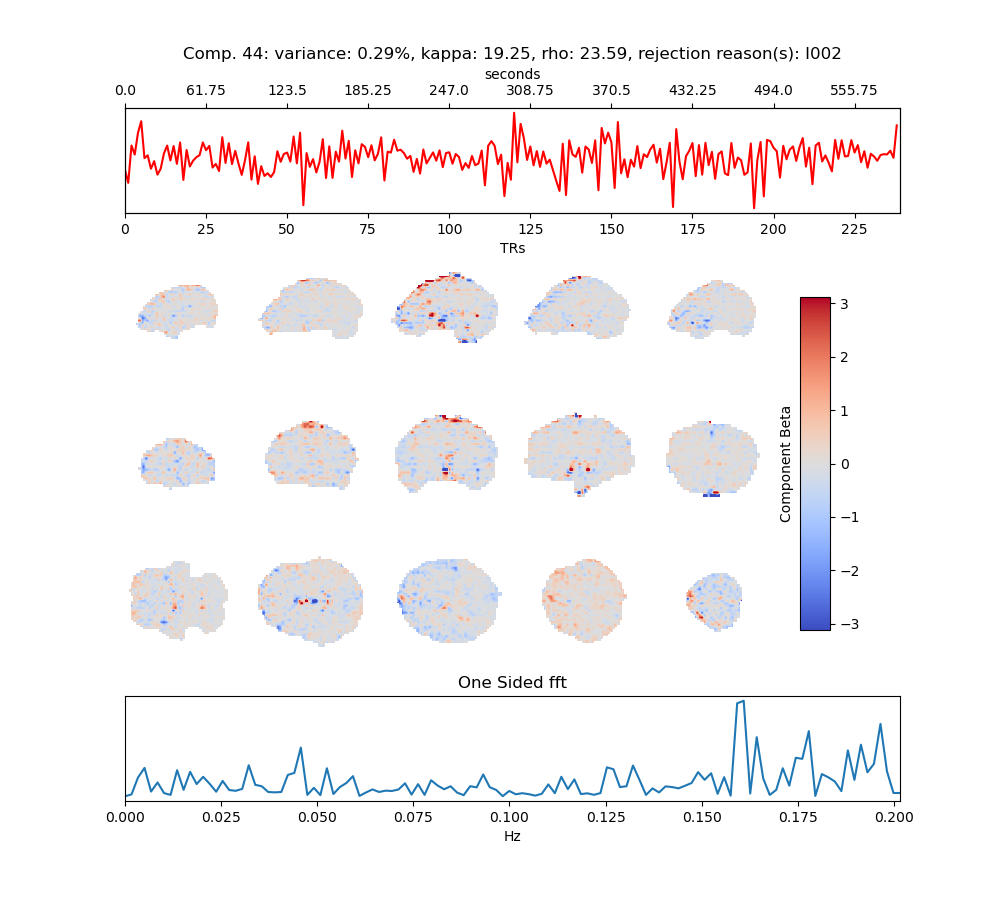 Comp. 44: variance: 0.29%, kappa: 19.25, rho: 23.59, rejection reason(s): I002
seconds
0.0 61.75 123.5 185.25 247.0 308.75 370.5 432.25 494.0 555.75
0 25 50 75 100 125 150 175 200 225
TRs
3
2
1
0
−1
−2
−3
Component Beta
One Sided fft
0.000 0.025 0.050 0.075 0.100 0.125 0.150 0.175 0.200
Hz